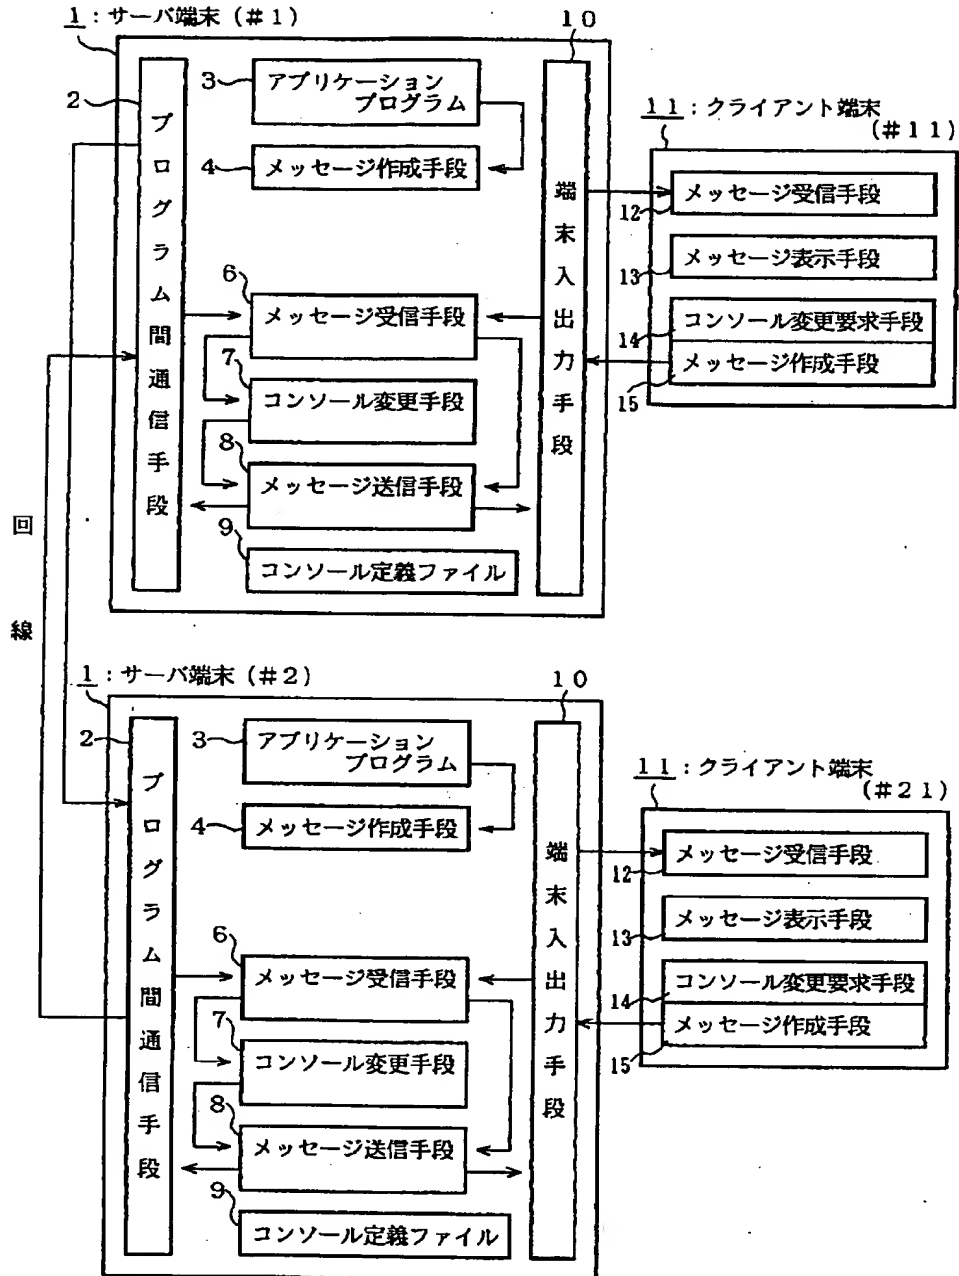 1：サーバ端末（＃1）
10
2
プログラム間通信手段
3
アプリケーション
プログラム
4
メッセージ作成手段
端末入出力手段
11：クライアント端末
（＃11）
メッセージ受信手段
12
メッセージ表示手段
13
コンソール変更要求手段
14
メッセージ作成手段
15
6
メッセージ受信手段
7
コンソール変更手段
8
メッセージ送信手段
9
コンソール定義ファイル
回線
1：サーバ端末（＃2）
10
2
プログラム間通信手段
3
アプリケーション
プログラム
4
メッセージ作成手段
端末入出力手段
11：クライアント端末
（＃21）
メッセージ受信手段
12
メッセージ表示手段
13
コンソール変更要求手段
14
メッセージ作成手段
15
6
メッセージ受信手段
7
コンソール変更手段
8
メッセージ送信手段
9
コンソール定義ファイル